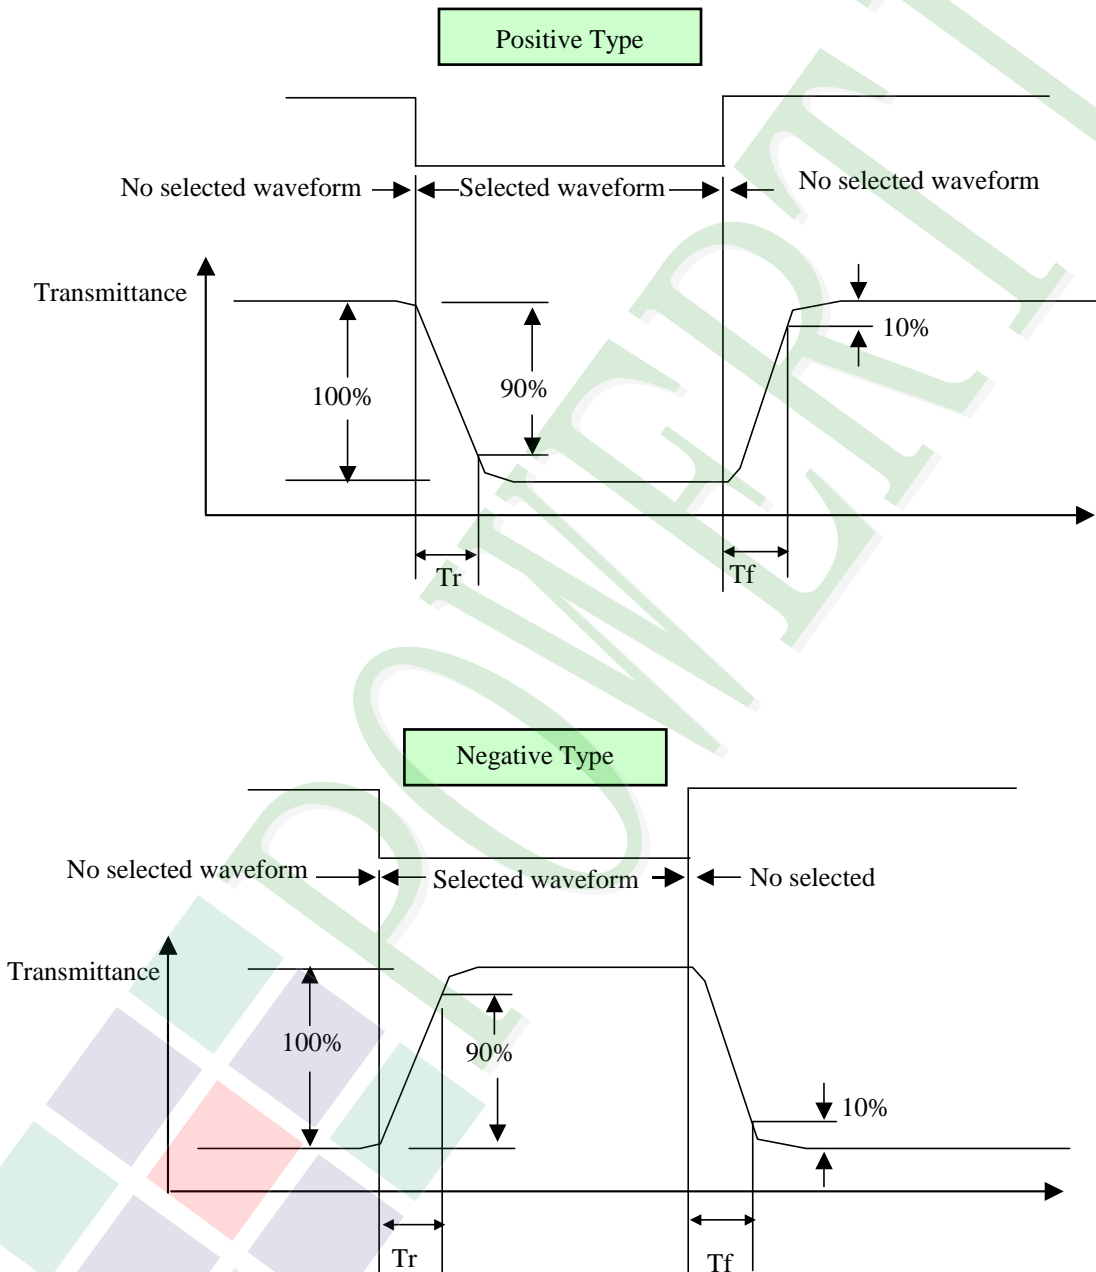 Positive Type
No selected waveform
Selected waveform
No selected waveform
Transmittance
10%
100%
90%
Tr
Tf
Negative Type
No selected waveform
Selected waveform
No selected
Transmittance
100%
90%
10%
Tr
Tf
POWERT